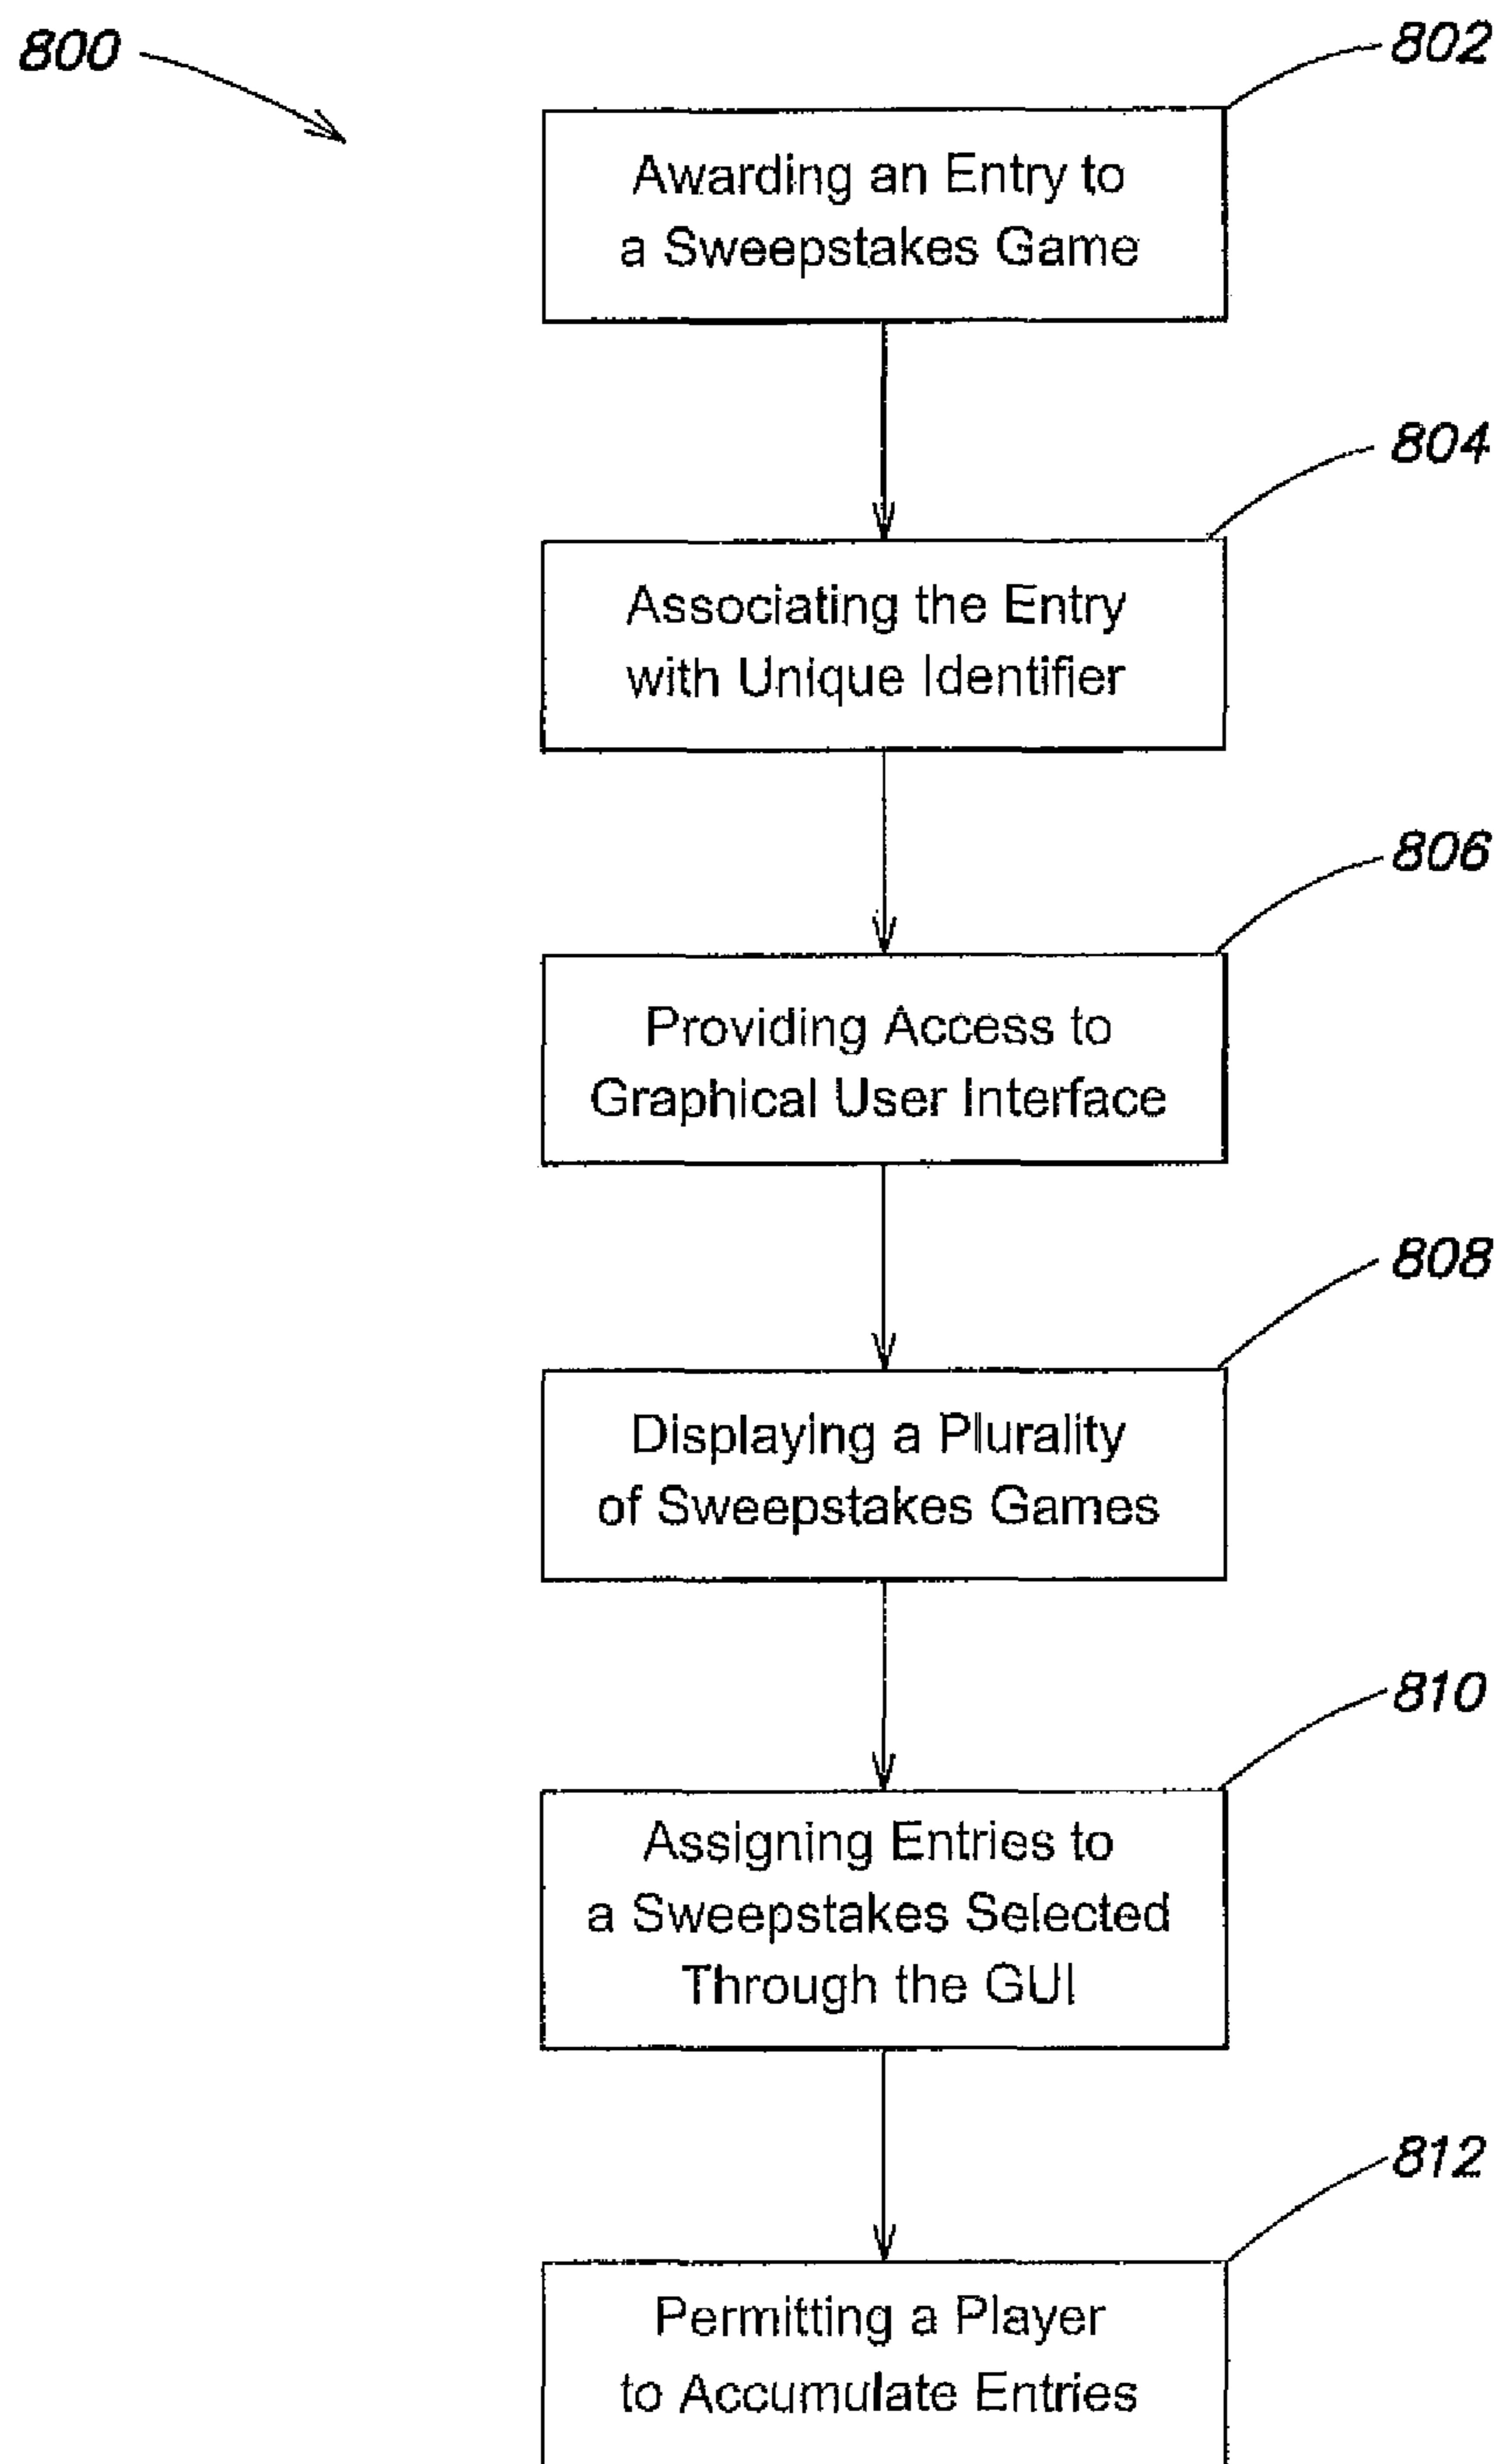 800
802
Awarding an Entry to
a Sweepstakes Game
804
Associating the Entry
with Unique Identifier
806
Providing Access to
Graphical User Interface
808
Displaying a Plurality
of Sweepstakes Games
810
Assigning Entries to
a Sweepstakes Selected
Through the GUI
812
Permitting a Player
to Accumulate Entries